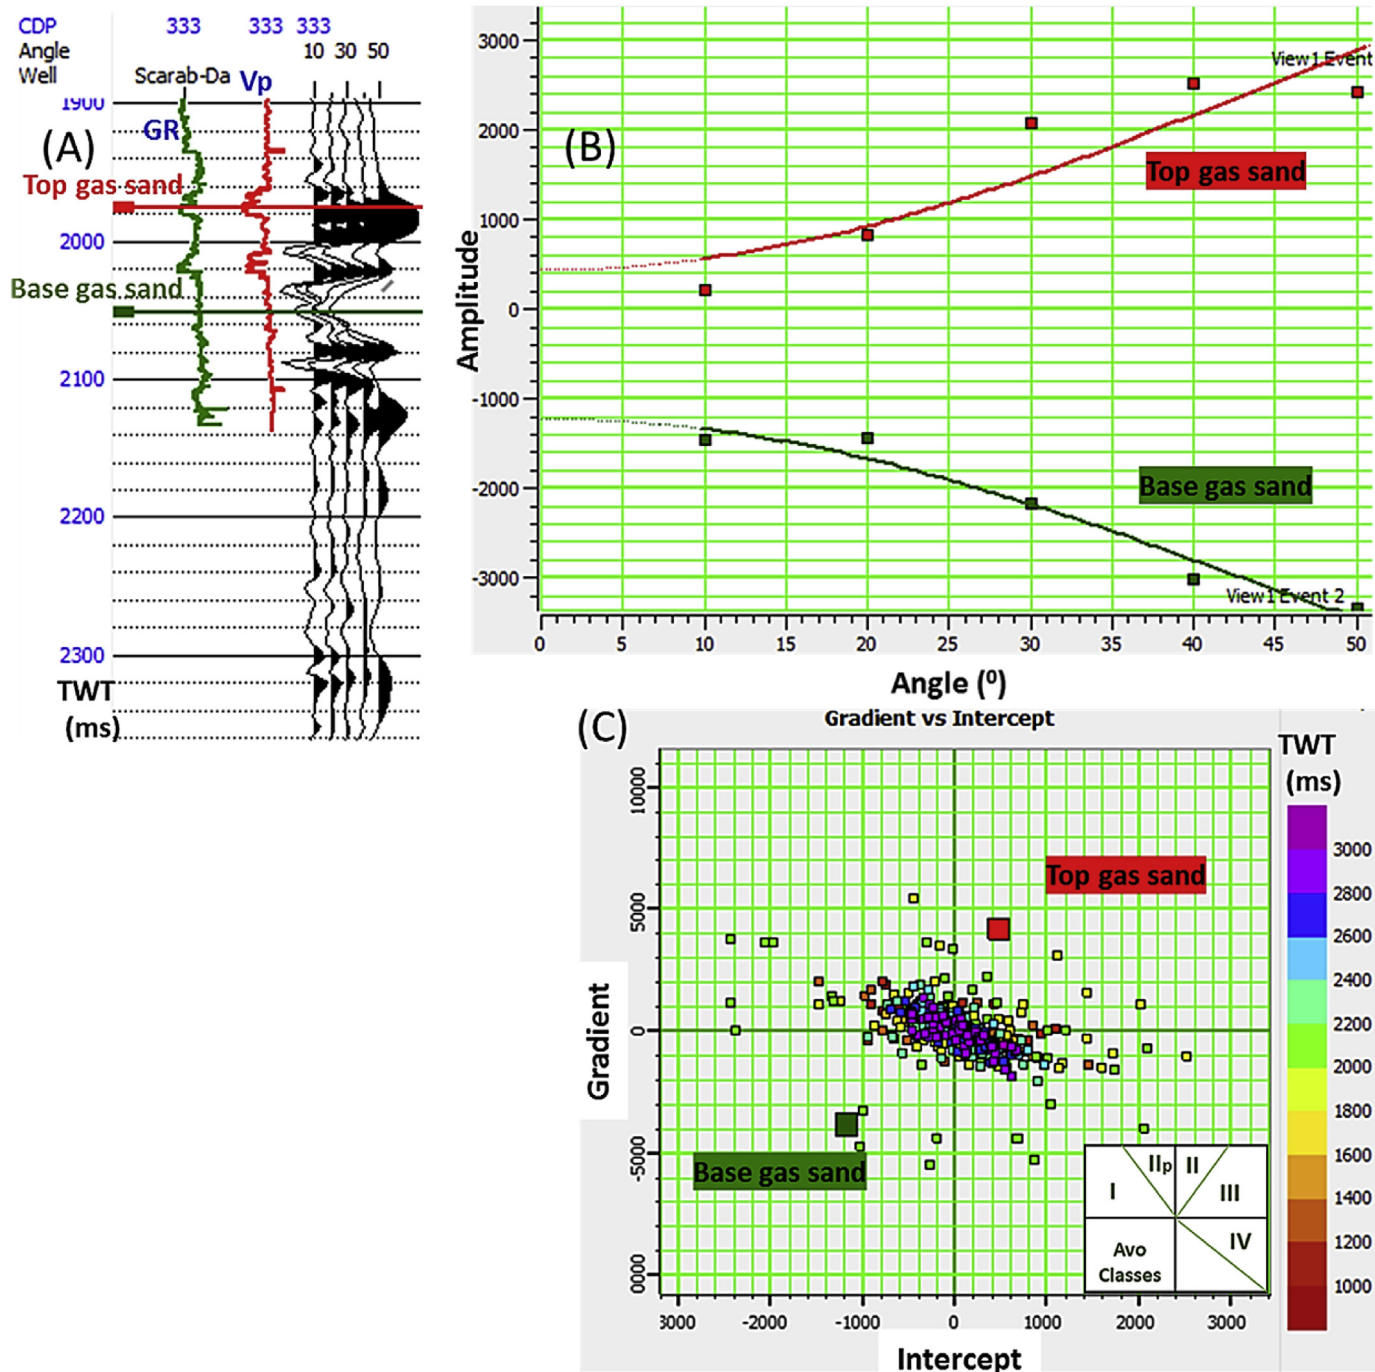 CDP 333 333 333
Angle 10 30 50
Well Scarab-Da Vp
1900
(A)
GR
Top gas sand
2000
Base gas sand
2100
2200
2300
TWT
(ms)
3000
2000
1000
0
-1000
-2000
-3000
Amplitude
(B)
View1 Event
Top gas sand
Base gas sand
View1 Event 2
0 5 10 15 20 25 30 35 40 45 50
Angle (⁰)
(C)
Gradient vs Intercept
10000
5000
0
-5000
0000
Gradient
Top gas sand
Base gas sand
I IIp II III
IV
Avo
Classes
3000 -2000 -1000 0 1000 2000 3000
Intercept
TWT
(ms)
3000
2800
2600
2400
2200
2000
1800
1600
1400
1200
1000